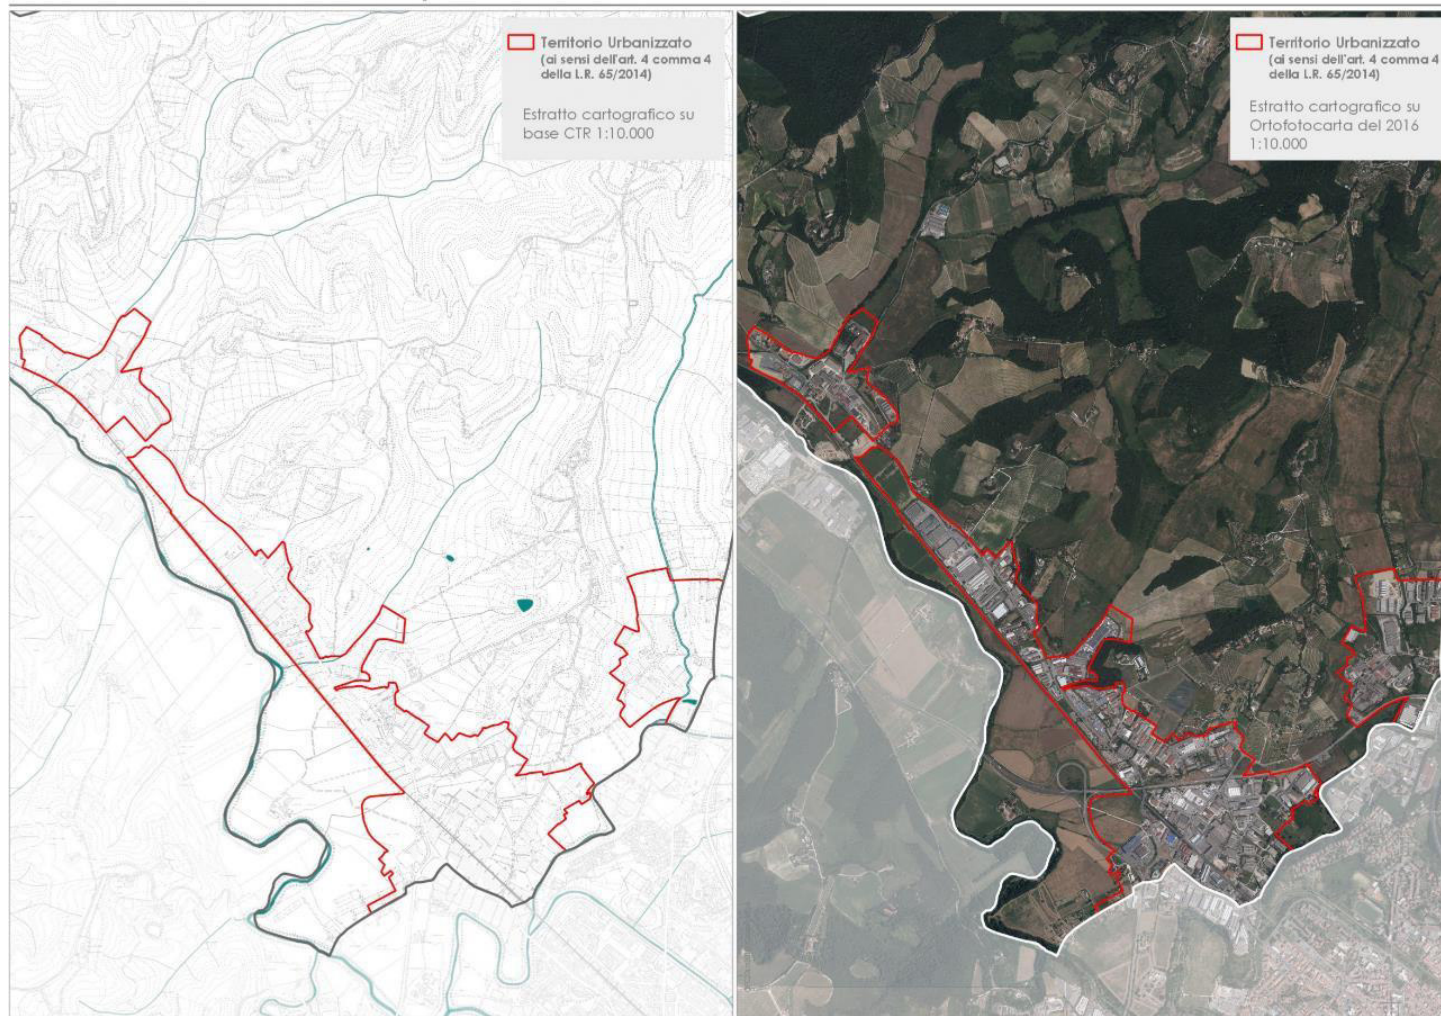 Territorio Urbanizzato
(ai sensi dell'art. 4 comma 4
della L.R. 65/2014)
Estratto cartografico su
base CTR 1:10.000
Territorio Urbanizzato
(ai sensi dell'art. 4 comma 4
della L.R. 65/2014)
Estratto cartografico su
Ortofotocarta del 2016
1:10.000